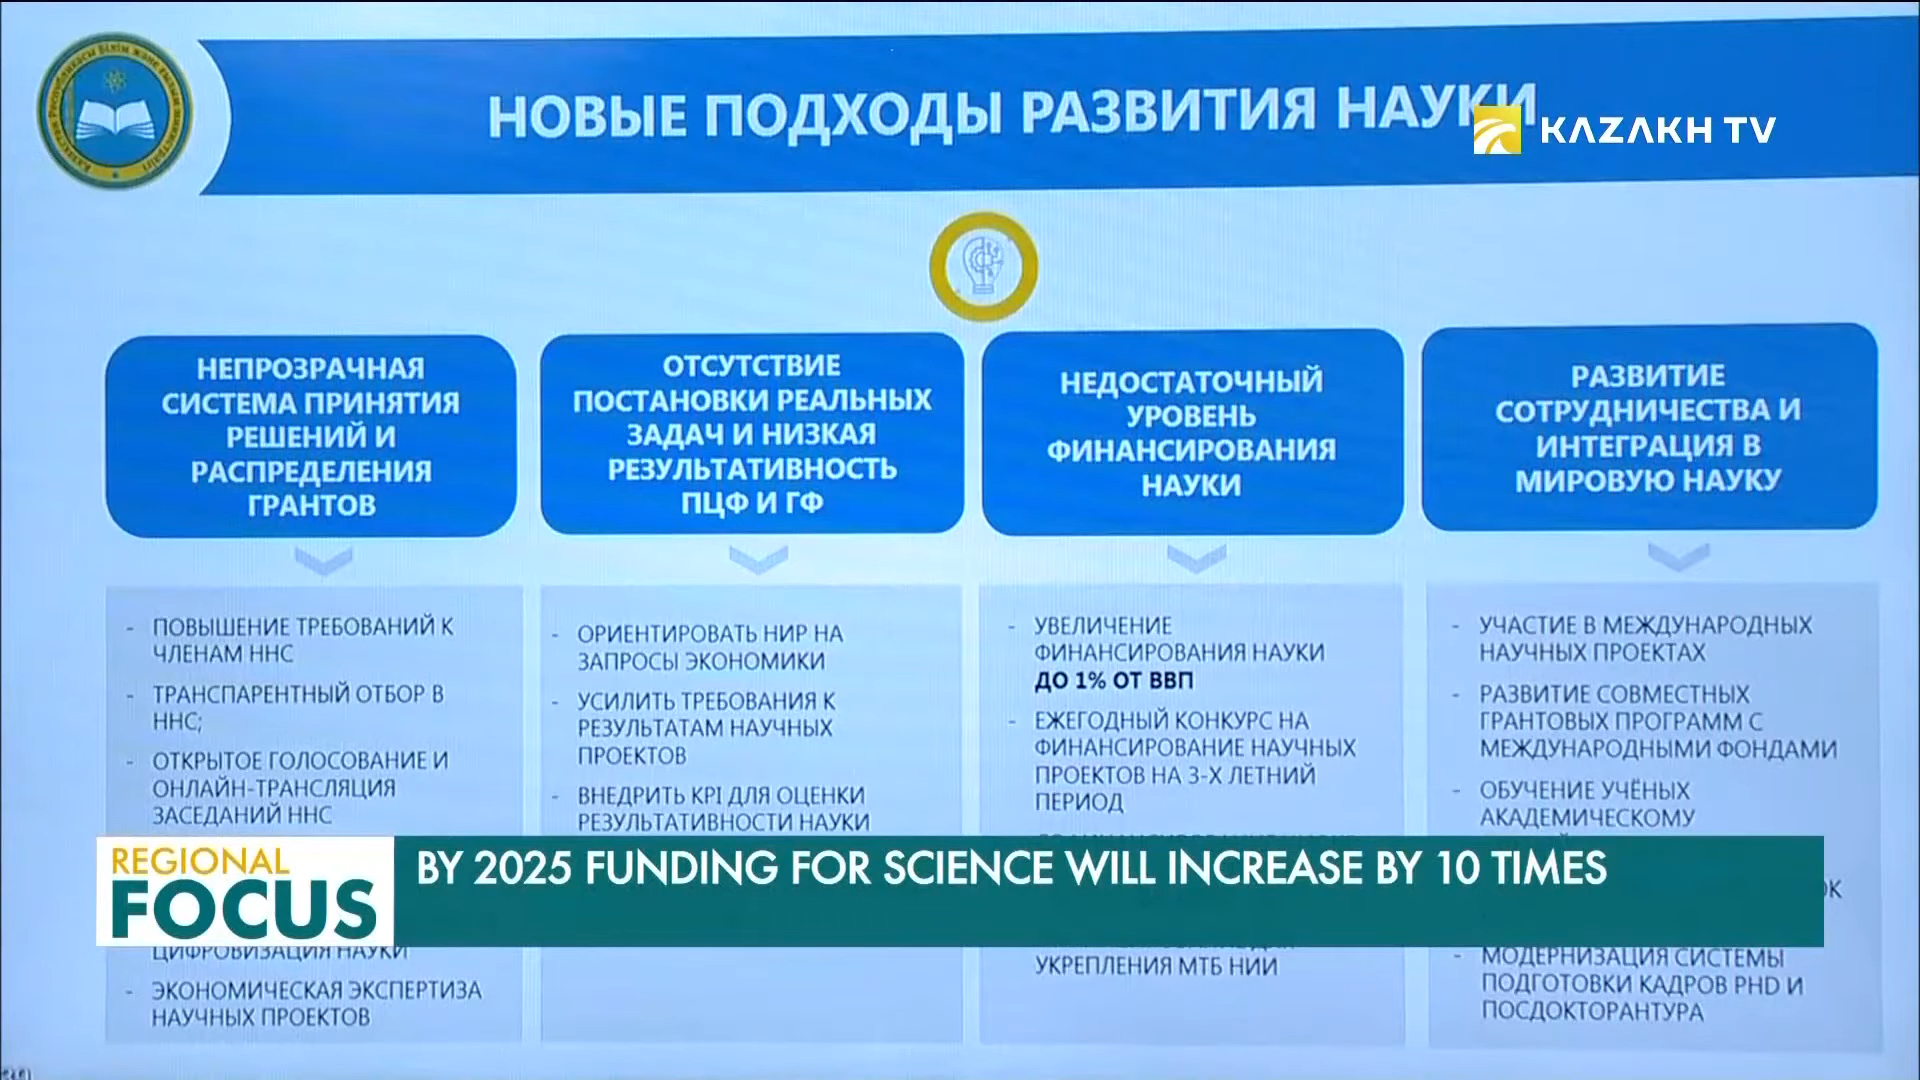 НОВЫЕ ПОДХОДЫ РАЗВИТИЯ НАУКИ
KAZAKH TV
НЕПРОЗРАЧНАЯ
СИСТЕМА ПРИНЯТИЯ
РЕШЕНИЙ И
РАСПРЕДЕЛЕНИЯ
ГРАНТОВ
- ПОВЫШЕНИЕ ТРЕБОВАНИЙ К
ЧЛЕНАМ ННС
- ТРАНСПАРЕНТНЫЙ ОТБОР В
ННС;
- ОТКРЫТОЕ ГОЛОСОВАНИЕ И
ОНЛАЙН-ТРАНСЛЯЦИЯ
ЗАСЕДАНИЙ ННС
ЦИФРОВИЗАЦИЯ НАУКИ
- ЭКОНОМИЧЕСКАЯ ЭКСПЕРТИЗА
НАУЧНЫХ ПРОЕКТОВ
ОТСУТСТВИЕ
ПОСТАНОВКИ РЕАЛЬНЫХ
ЗАДАЧ И НИЗКАЯ
РЕЗУЛЬТАТИВНОСТЬ
ПЦФ И ГФ
- ОРИЕНТИРОВАТЬ НИР НА
ЗАПРОСЫ ЭКОНОМИКИ
- УСИЛИТЬ ТРЕБОВАНИЯ К
РЕЗУЛЬТАТАМ НАУЧНЫХ
ПРОЕКТОВ
- ВНЕДРИТЬ KPI ДЛЯ ОЦЕНКИ
РЕЗУЛЬТАТИВНОСТИ НАУКИ
НЕДОСТАТОЧНЫЙ
УРОВЕНЬ
ФИНАНСИРОВАНИЯ
НАУКИ
- УВЕЛИЧЕНИЕ
ФИНАНСИРОВАНИЯ НАУКИ
ДО 1% ОТ ВВП
- ЕЖЕГОДНЫЙ КОНКУРС НА
ФИНАНСИРОВАНИЕ НАУЧНЫХ
ПРОЕКТОВ НА 3-Х ЛЕТНИЙ
ПЕРИОД
УКРЕПЛЕНИЯ МТБ НИИ
РАЗВИТИЕ
СОТРУДНИЧЕСТВА И
ИНТЕГРАЦИЯ В
МИРОВУЮ НАУКУ
- УЧАСТИЕ В МЕЖДУНАРОДНЫХ
НАУЧНЫХ ПРОЕКТАХ
- РАЗВИТИЕ СОВМЕСТНЫХ
ГРАНТОВЫХ ПРОГРАММ С
МЕЖДУНАРОДНЫМИ ФОНДАМИ
- ОБУЧЕНИЕ УЧЁНЫХ
АКАДЕМИЧЕСКОМУ
- МОДЕРНИЗАЦИЯ СИСТЕМЫ
ПОДГОТОВКИ КАДРОВ PHD И
ПОСДОКТОРАНТУРА
REGIONAL
FOCUS
BY 2025 FUNDING FOR SCIENCE WILL INCREASE BY 10 TIMES